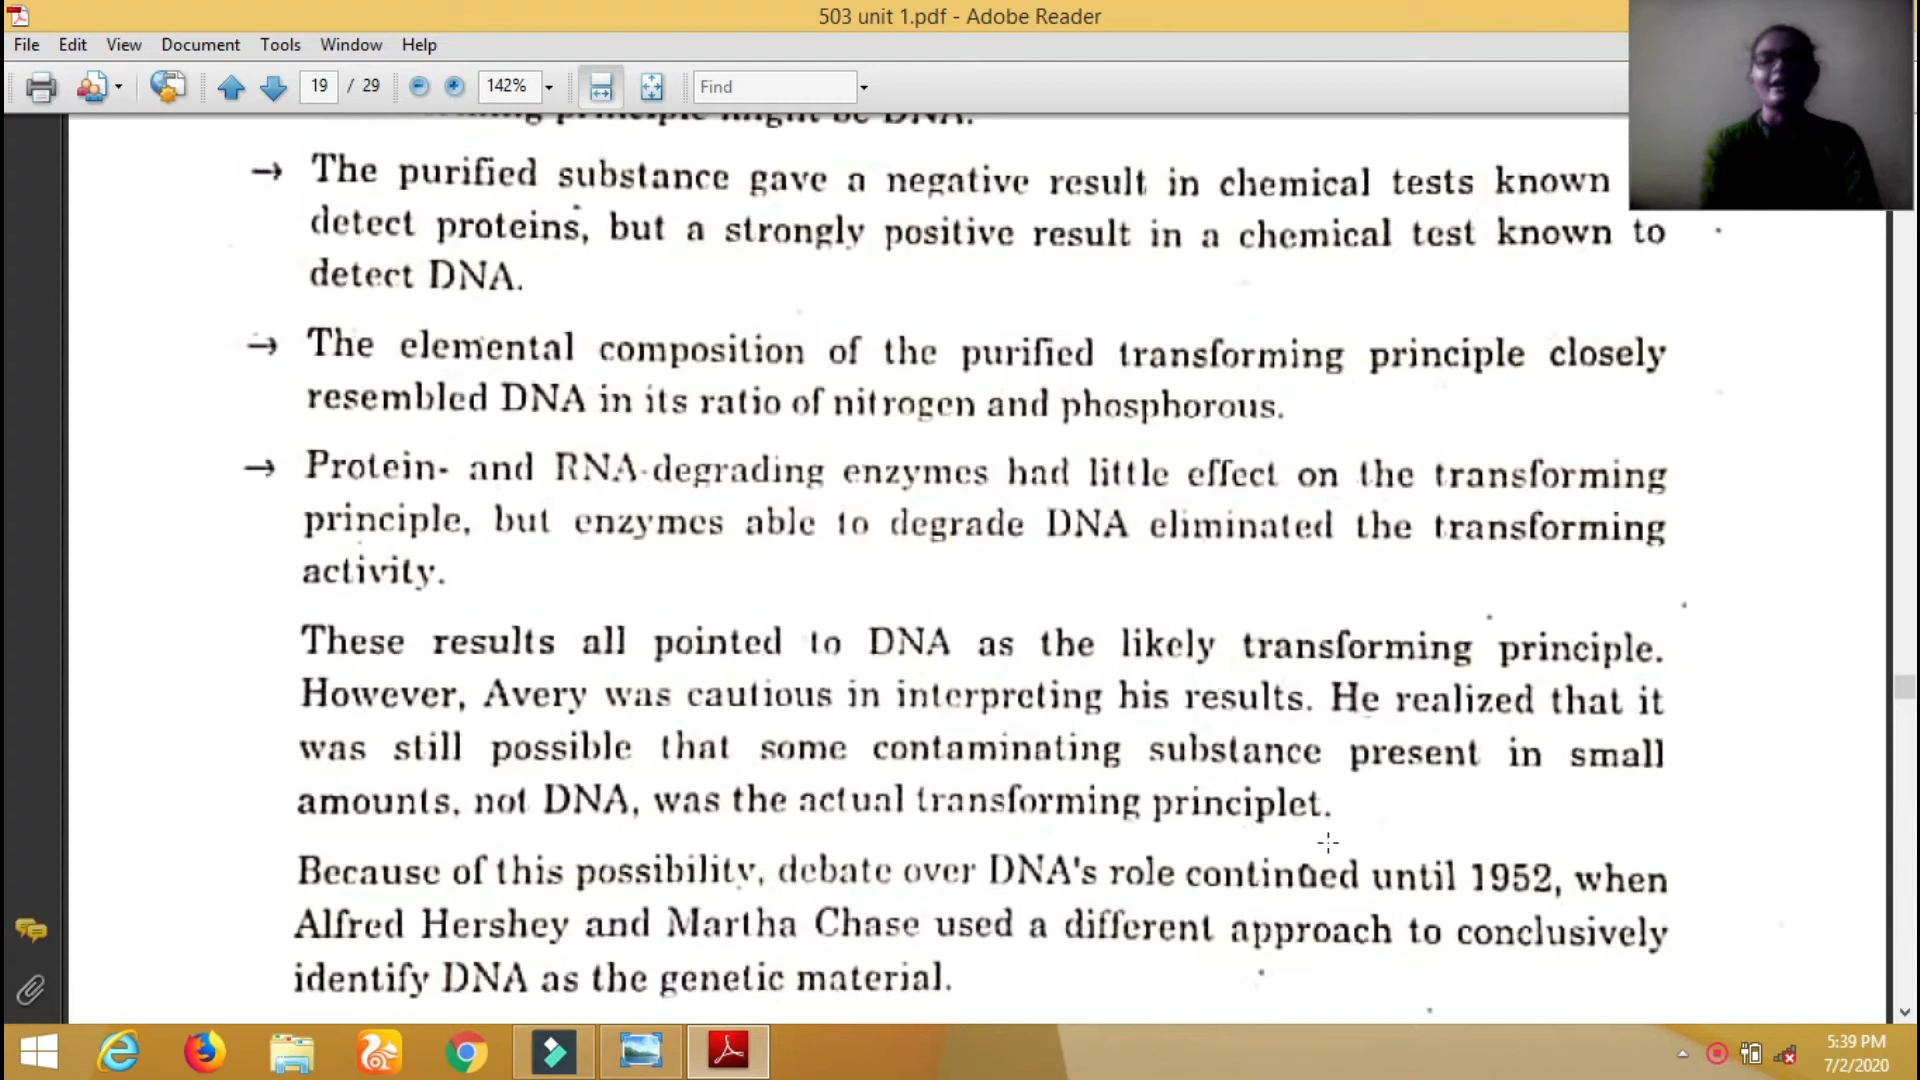 503 unit 1.pdf - Adobe Reader
File Edit View Document Tools Window Help
19 / 29 142% Find
principle might be DNA.
→ The purified substance gave a negative result in chemical tests known
detect proteins, but a strongly positive result in a chemical test known to
detect DNA.
→ The elemental composition of the purified transforming principle closely
resembled DNA in its ratio of nitrogen and phosphorous.
→ Protein- and RNA-degrading enzymes had little effect on the transforming
principle, but enzymes able to degrade DNA eliminated the transforming
activity.
These results all pointed to DNA as the likely transforming principle.
However, Avery was cautious in interpreting his results. He realized that it
was still possible that some contaminating substance present in small
amounts, not DNA, was the actual transforming principlet.
Because of this possibility, debate over DNA's role continued until 1952, when
Alfred Hershey and Martha Chase used a different approach to conclusively
identify DNA as the genetic material.
5:39 PM
7/2/2020